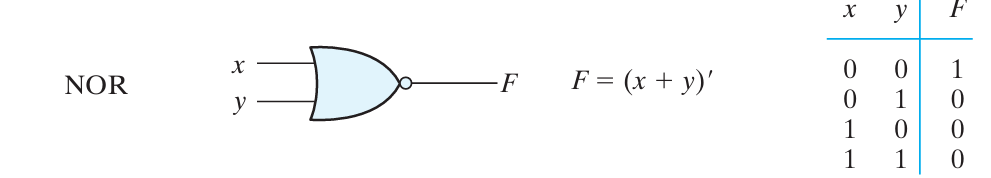 NOR
x
y
F
F = (x + y)′
x y F
0 0 1
0 1 0
1 0 0
1 1 0